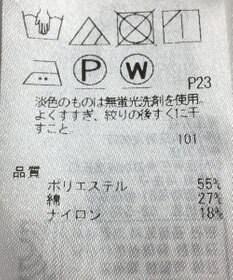 P
W
P23
淡色のものは無蛍光洗剤を使用。
よくすすぎ、絞りの後すぐに干
すこと。
101
品質
ポリエステル 55%
綿 27%
ナイロン 18%